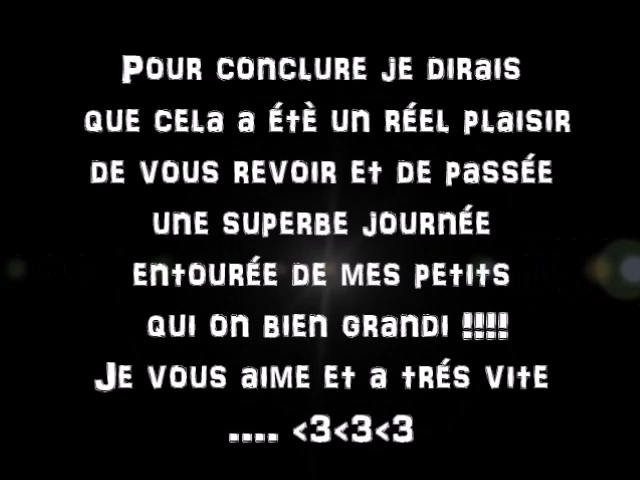 Pour conclure je dirais
que cela a étè un réel plaisir
de vous revoir et de passée
une superbe journée
entourée de mes petits
qui on bien grandi !!!!
Je vous aime et a trés vite
.... <3<3<3